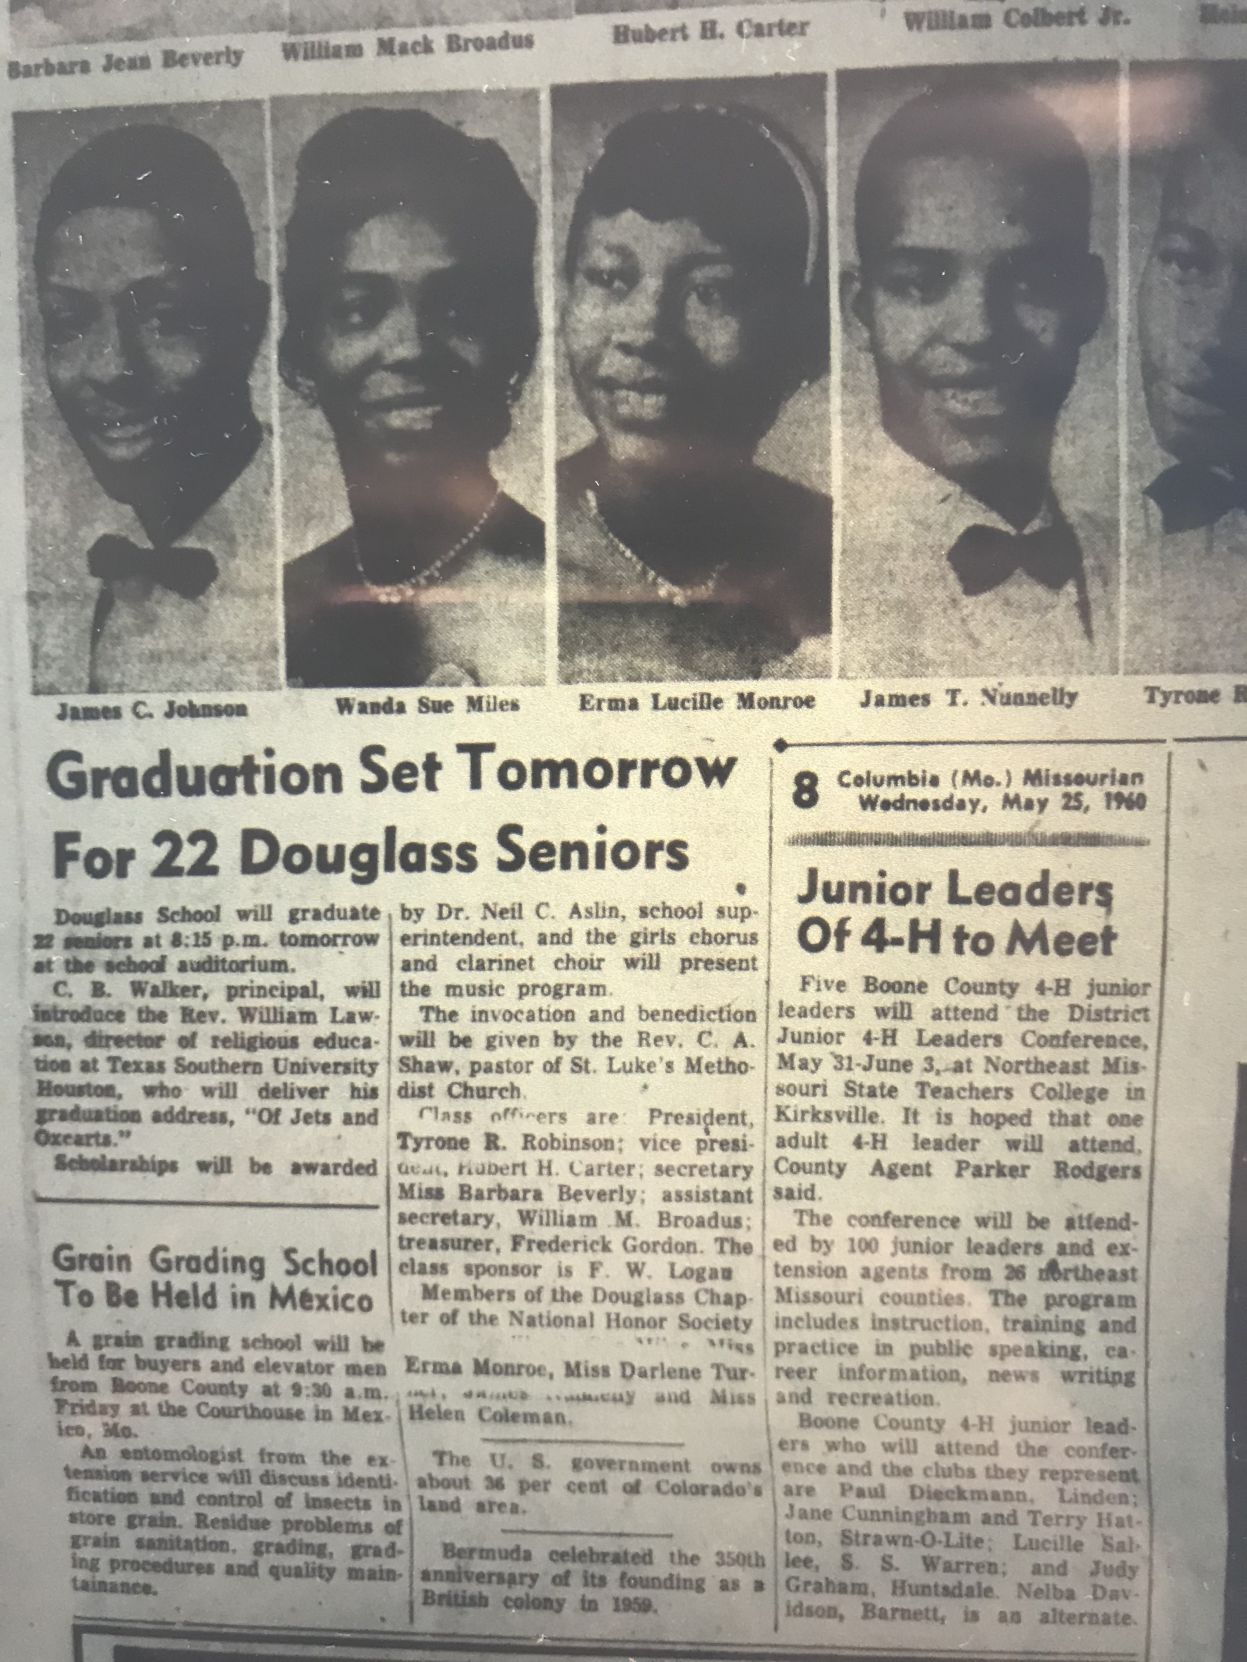 Barbara Jean Beverly
William Mack Broadus
Hubert H. Carter
William Colbert Jr.
James C. Johnson
Wanda Sue Miles
Erma Lucille Monroe
James T. Nunnelly
Tyrone R
Graduation Set Tomorrow
For 22 Douglass Seniors
Douglass School will graduate
22 seniors at 8:15 p.m. tomorrow
at the school auditorium.
C. B. Walker, principal, will
introduce the Rev. William Law-
son, director of religious educa-
tion at Texas Southern University
Houston, who will deliver his
graduation address, "Of Jets and
Oxcarts."
Scholarships will be awarded
by Dr. Neil C. Aslin, school sup-
erintendent, and the girls chorus
and clarinet choir will present
the music program.
The invocation and benediction
will be given by the Rev. C. A.
Shaw, pastor of St. Luke's Metho-
dist Church.
Class officers are: President,
Tyrone R. Robinson; vice presi-
dent, Hubert H. Carter; secretary
Miss Barbara Beverly; assistant
secretary, William M. Broadus;
treasurer, Frederick Gordon. The
class sponsor is F. W. Logan
Members of the Douglass Chap-
ter of the National Honor Society
Miss
Erma Monroe, Miss Darlene Tur-
and Miss
Helen Coleman.
The U. S. government owns
about 36 per cent of Colorado's
land area.
Bermuda celebrated the 350th
anniversary of its founding as a
British colony in 1959.
Grain Grading School
To Be Held in Mexico
A grain grading school will be
held for buyers and elevator men
from Boone County at 9:30 a.m.
Friday at the Courthouse in Mex-
ico, Mo.
An entomologist from the ex-
tension service will discuss identi-
fication and control of insects in
store grain. Residue problems of
grain sanitation, grading, grad-
ing procedures and quality main-
tainance.
8 Columbia (Mo.) Missourian
Wednesday, May 25, 1960
Junior Leaders
Of 4-H to Meet
Five Boone County 4-H junior
leaders will attend the District
Junior 4-H Leaders Conference,
May 31-June 3, at Northeast Mis-
souri State Teachers College in
Kirksville. It is hoped that one
adult 4-H leader will attend,
County Agent Parker Rodgers
said.
The conference will be attend-
ed by 100 junior leaders and ex-
tension agents from 26 northeast
Missouri counties. The program
includes instruction, training and
practice in public speaking, ca-
reer information, news writing
and recreation.
Boone County 4-H junior lead-
ers who will attend the confer-
ence and the clubs they represent
are Paul Dieckmann, Linden;
Jane Cunningham and Terry Hat-
ton, Strawn-O-Lite; Lucille Sal-
lee, S. S. Warren; and Judy
Graham, Huntsdale. Nelba Dav-
idson, Barnett, is an alternate.